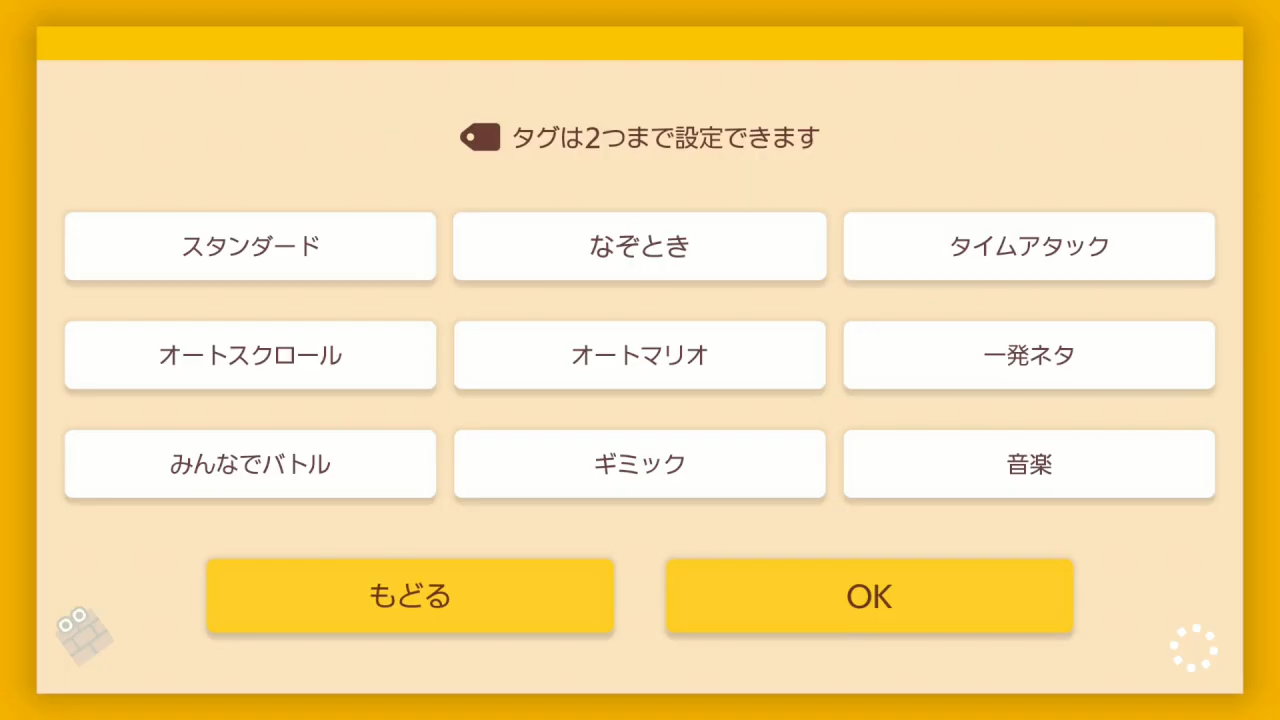 タグは2つまで設定できます
スタンダード
なぞとき
タイムアタック
オートスクロール
オートマリオ
一発ネタ
みんなでバトル
ギミック
音楽
もどる
OK